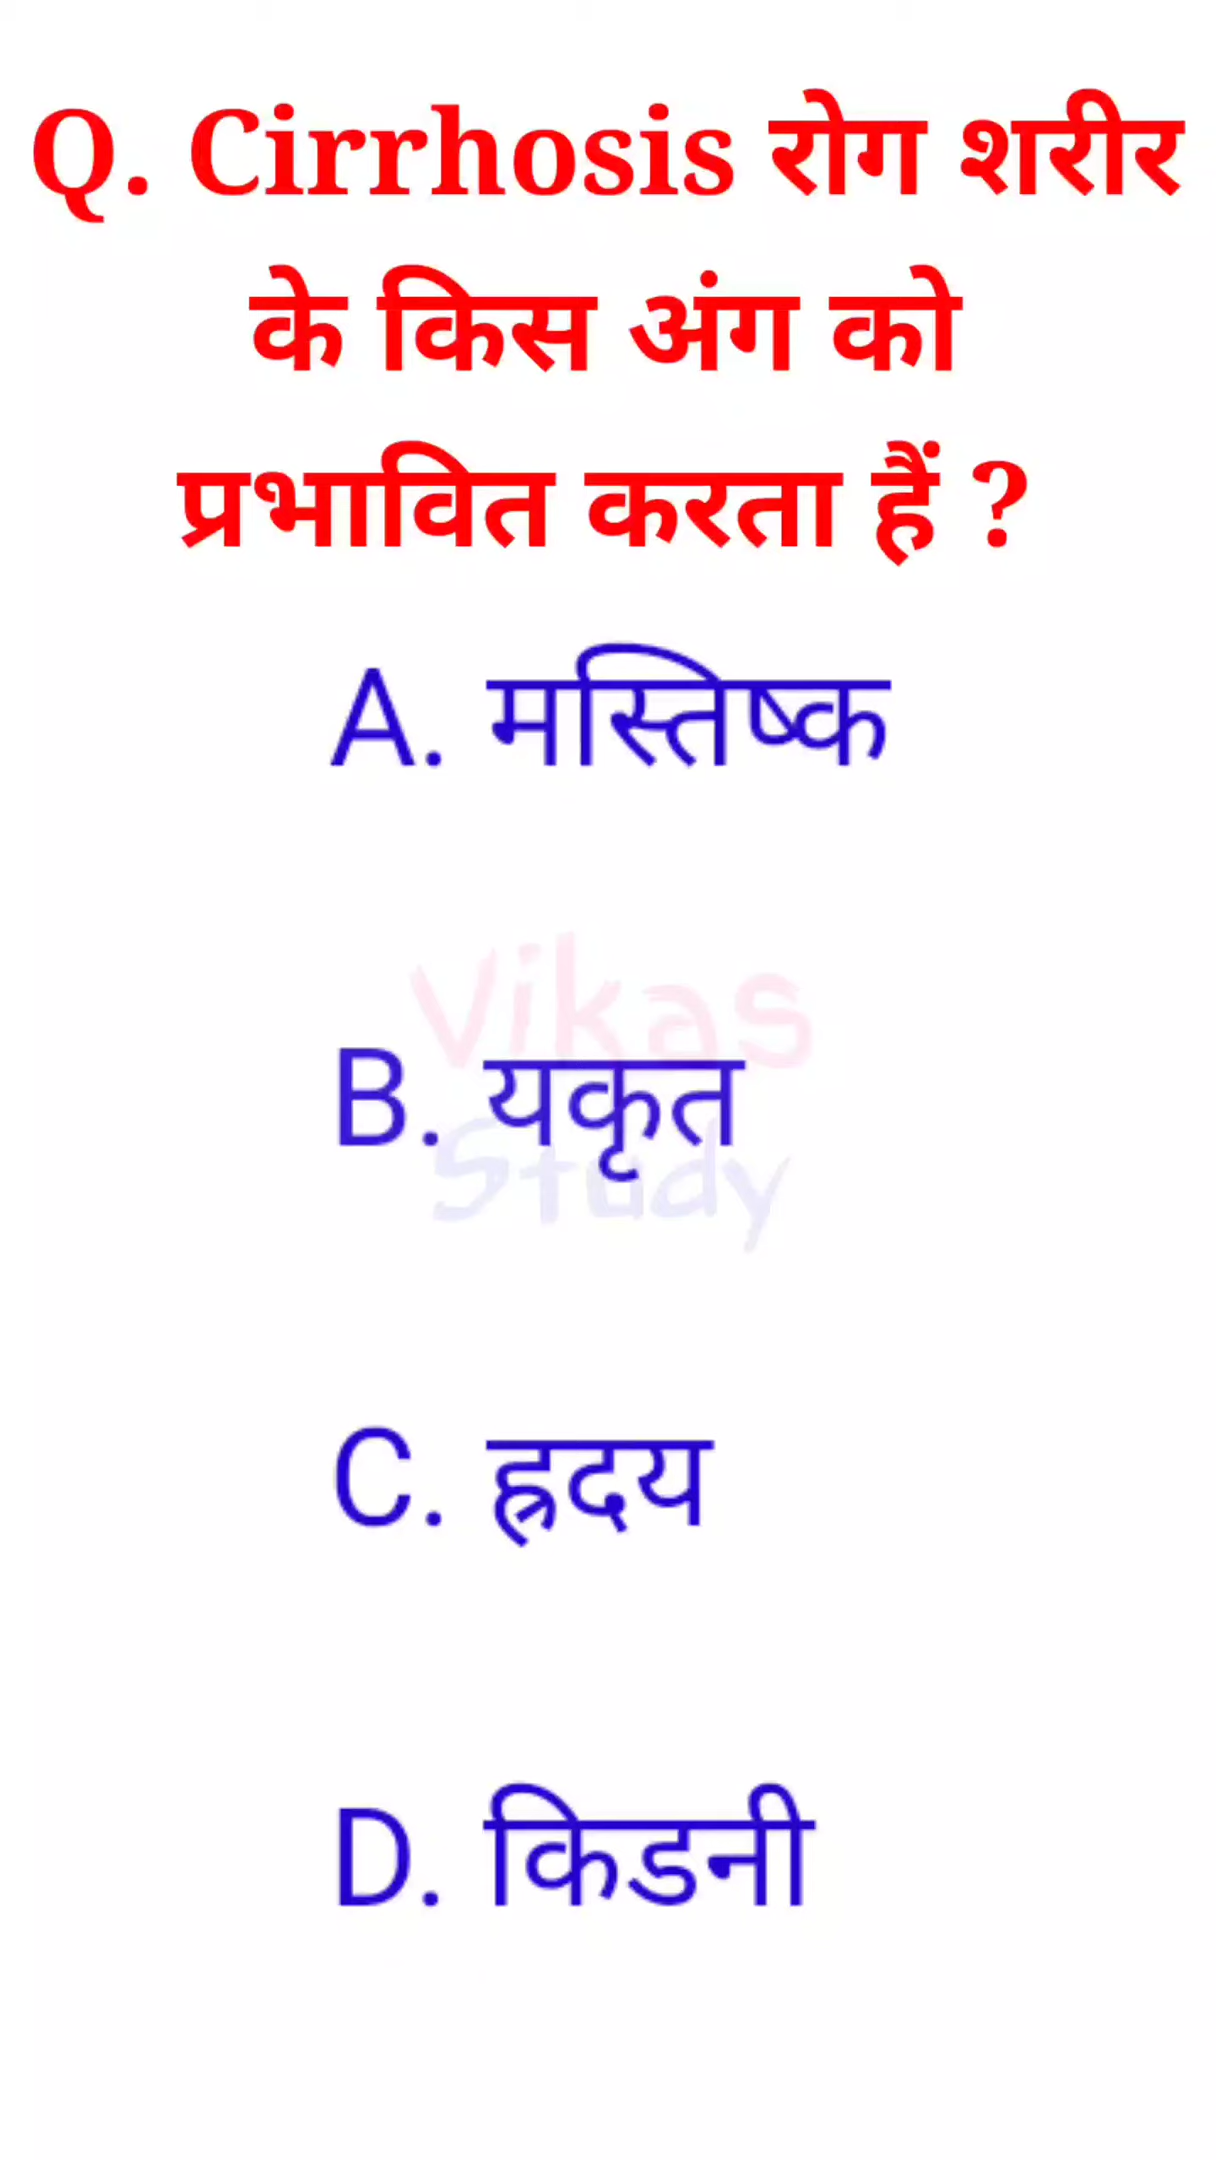 Q. Cirrhosis रोग शरीर
के किस अंग को
प्रभावित करता हैं ?
A. मस्तिष्क
Vikas
B. यकृत
Study
C. ह्रदय
D. किडनी